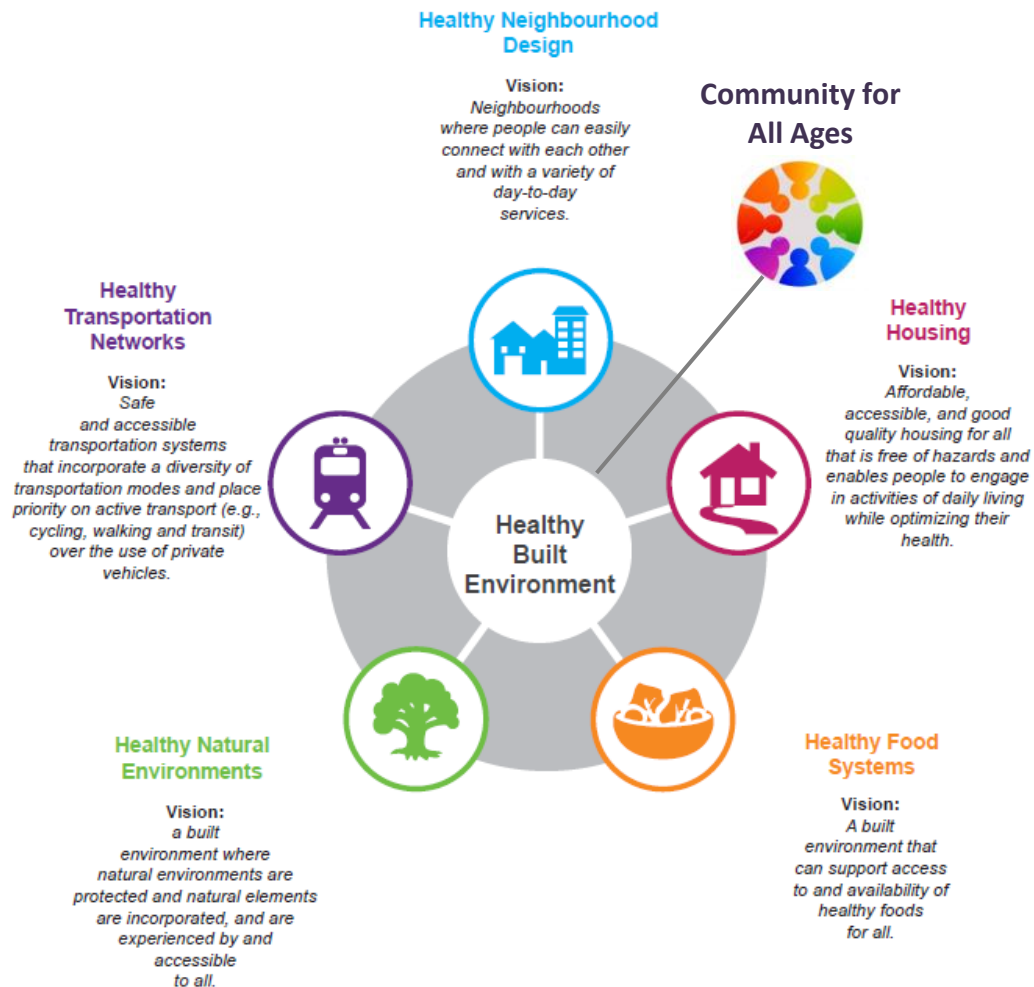 Healthy Neighbourhood
Design
Vision:
Neighbourhoods
where people can easily
connect with each other
and with a variety of
day-to-day
services.
Community for
All Ages
Healthy
Transportation
Networks
Vision:
Safe
and accessible
transportation systems
that incorporate a diversity of
transportation modes and place
priority on active transport (e.g.,
cycling, walking and transit)
over the use of private
vehicles.
Healthy
Housing
Vision:
Affordable,
accessible, and good
quality housing for all
that is free of hazards and
enables people to engage
in activities of daily living
while optimizing their
health.
Healthy
Built
Environment
Healthy Natural
Environments
Vision:
a built
environment where
natural environments are
protected and natural elements
are incorporated, and are
experienced by and
accessible
to all.
Healthy Food
Systems
Vision:
A built
environment that
can support access
to and availability of
healthy foods
for all.